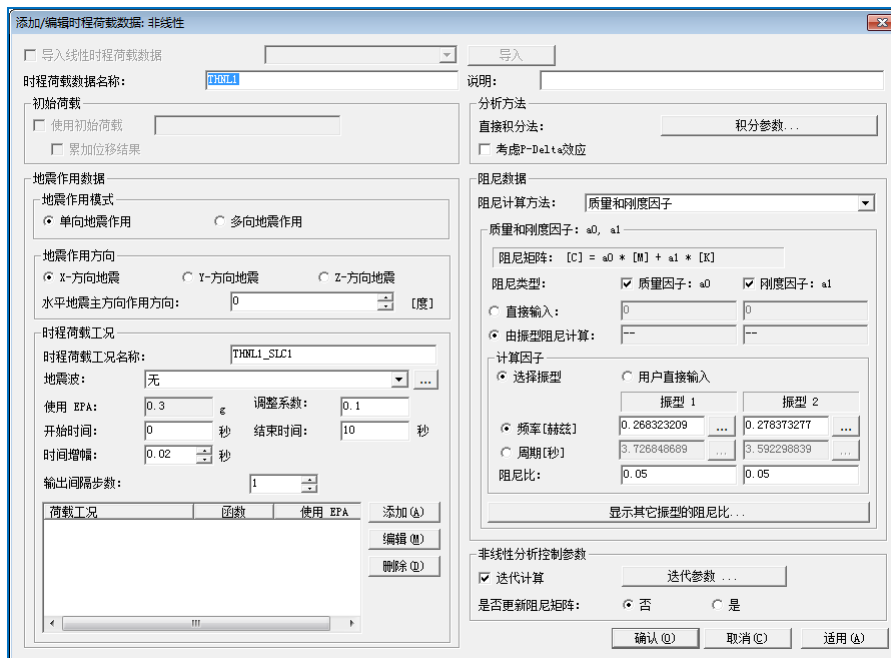 添加/编辑时程荷载数据: 非线性
导入线性时程荷载数据
导入
时程荷载数据名称:
THNL1
说明:
初始荷载
使用初始荷载
累加位移结果
地震作用数据
地震作用模式
单向地震作用
多向地震作用
地震作用方向
X-方向地震
Y-方向地震
Z-方向地震
水平地震主方向作用方向:
0
[度]
时程荷载工况
时程荷载工况名称:
THNL1_SLC1
地震波:
无
...
使用 EPA:
0.3
g
调整系数:
0.1
开始时间:
0
秒
结束时间:
10
秒
时间增幅:
0.02
秒
输出间隔步数:
1
荷载工况
函数
使用 EPA
添加(A)
编辑(M)
删除(D)
分析方法
直接积分法:
积分参数...
考虑P-Delta效应
阻尼数据
阻尼计算方法:
质量和刚度因子
质量和刚度因子: a0, a1
阻尼矩阵: [C] = a0 * [M] + a1 * [K]
阻尼类型:
质量因子: a0
刚度因子: a1
直接输入:
0
0
由振型阻尼计算:
--
--
计算因子
选择振型
用户直接输入
振型 1
振型 2
频率[赫兹]
0.268323209
...
0.278373277
...
周期[秒]
3.726848689
...
3.592298839
...
阻尼比:
0.05
0.05
显示其它振型的阻尼比...
非线性分析控制参数
迭代计算
迭代参数 ...
是否更新阻尼矩阵:
否
是
确认(O)
取消(C)
适用(A)